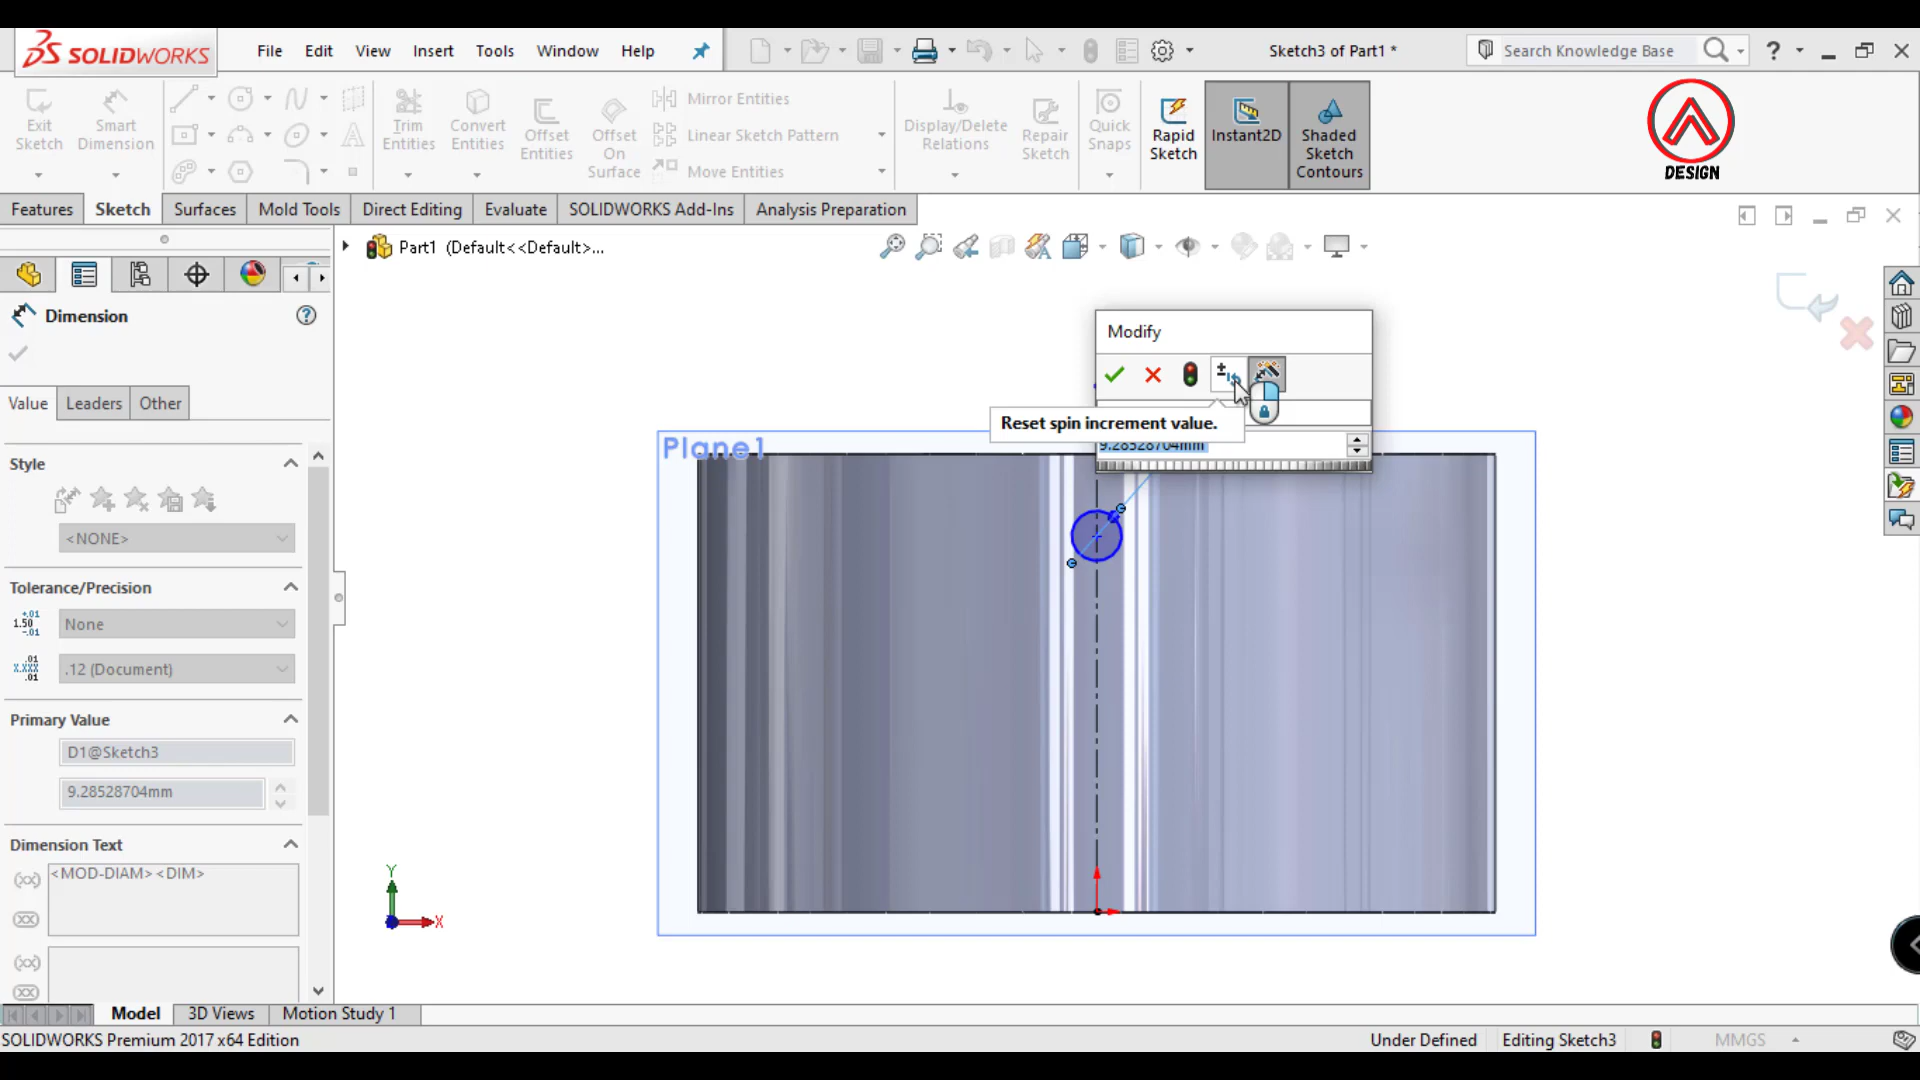 DS SOLIDWORKS
File Edit View Insert Tools Window Help
Sketch3 of Part1 *
Search Knowledge Base
?
Exit Sketch
Smart Dimension
Trim Entities
Convert Entities
Offset Entities
Offset On Surface
Mirror Entities
Linear Sketch Pattern
Move Entities
Display/Delete Relations
Repair Sketch
Quick Snaps
Rapid Sketch
Instant2D
Shaded Sketch Contours
DESIGN
Features Sketch Surfaces Mold Tools Direct Editing Evaluate SOLIDWORKS Add-Ins Analysis Preparation
Part1 (Default<<Default>...
Dimension
Value Leaders Other
Style
<NONE>
Tolerance/Precision
None
.12 (Document)
Primary Value
D1@Sketch3
9.28528704mm
Dimension Text
<MOD-DIAM><DIM>
Modify
Reset spin increment value.
9.28528704mm
Plane1
Y
X
Model 3D Views Motion Study 1
SOLIDWORKS Premium 2017 x64 Edition
Under Defined
Editing Sketch3
MMGS